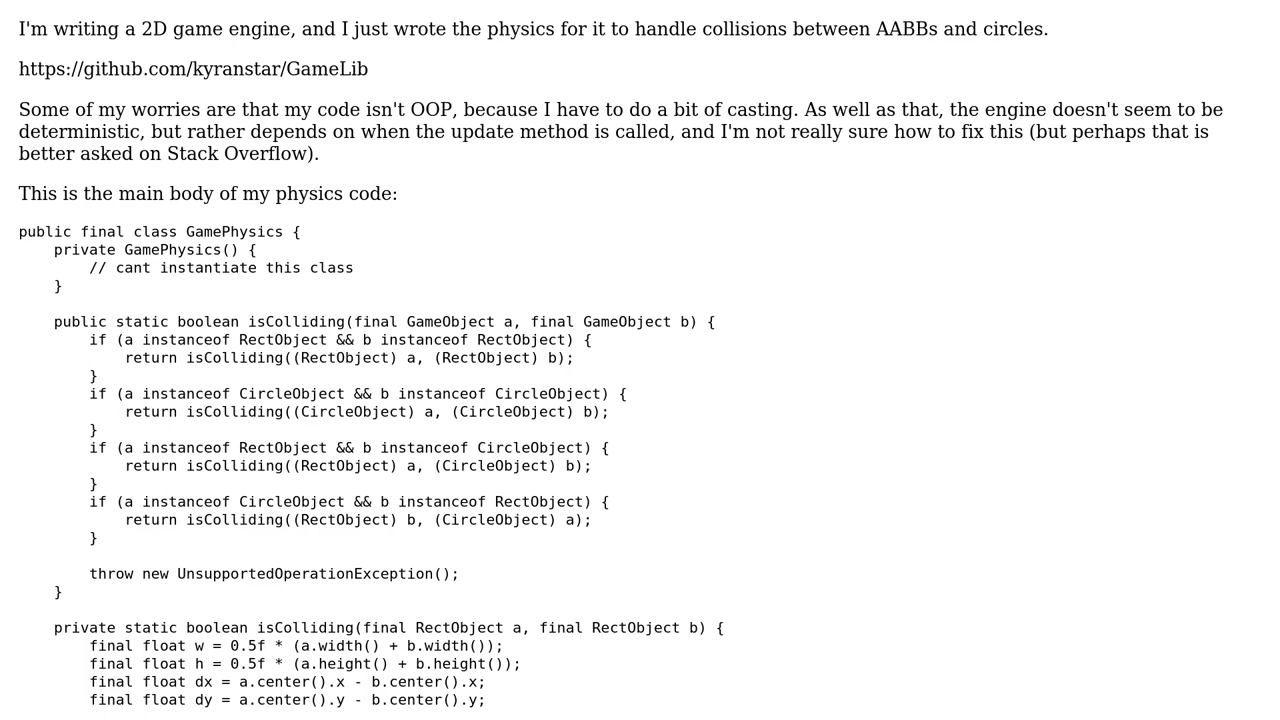 I'm writing a 2D game engine, and I just wrote the physics for it to handle collisions between AABBs and circles.
https://github.com/kyranstar/GameLib
Some of my worries are that my code isn't OOP, because I have to do a bit of casting. As well as that, the engine doesn't seem to be
deterministic, but rather depends on when the update method is called, and I'm not really sure how to fix this (but perhaps that is
better asked on Stack Overflow).
This is the main body of my physics code:
public final class GamePhysics {
    private GamePhysics() {
        // cant instantiate this class
    }
    public static boolean isColliding(final GameObject a, final GameObject b) {
        if (a instanceof RectObject && b instanceof RectObject) {
            return isColliding((RectObject) a, (RectObject) b);
        }
        if (a instanceof CircleObject && b instanceof CircleObject) {
            return isColliding((CircleObject) a, (CircleObject) b);
        }
        if (a instanceof RectObject && b instanceof CircleObject) {
            return isColliding((RectObject) a, (CircleObject) b);
        }
        if (a instanceof CircleObject && b instanceof RectObject) {
            return isColliding((RectObject) b, (CircleObject) a);
        }
        throw new UnsupportedOperationException();
    }
    private static boolean isColliding(final RectObject a, final RectObject b) {
        final float w = 0.5f * (a.width() + b.width());
        final float h = 0.5f * (a.height() + b.height());
        final float dx = a.center().x - b.center().x;
        final float dy = a.center().y - b.center().y;